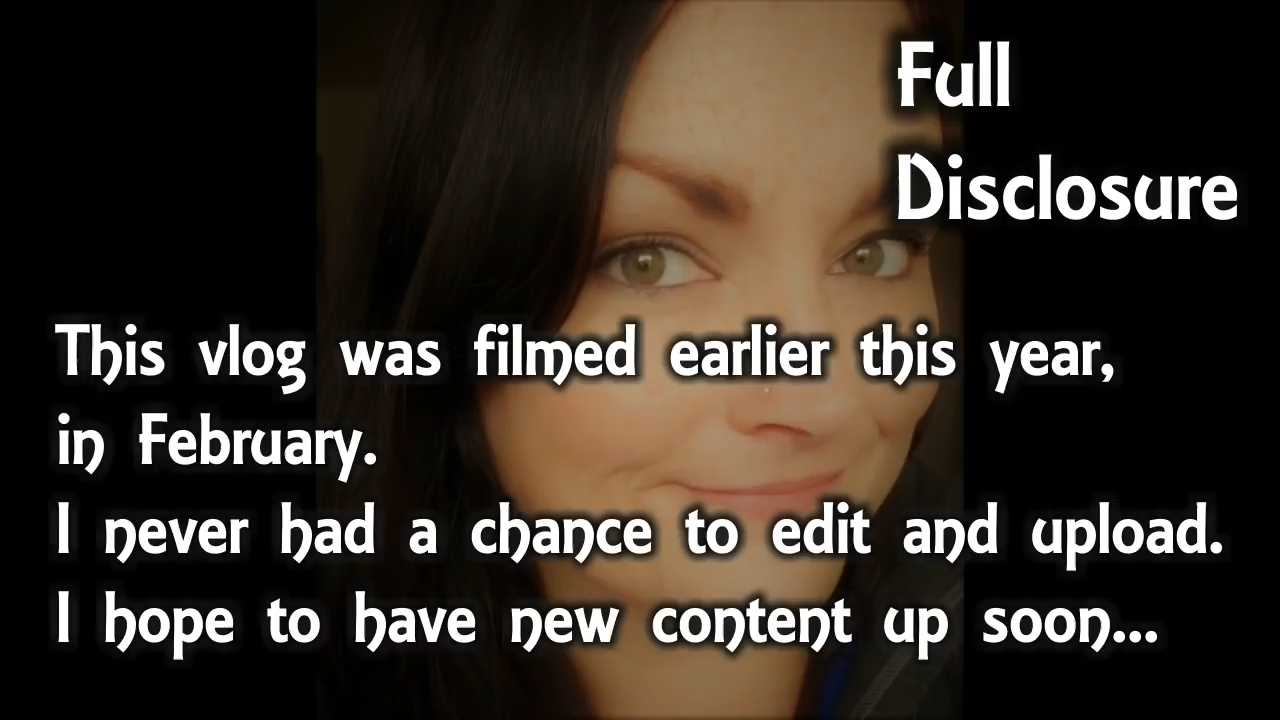 Full
Disclosure
This vlog was filmed earlier this year,
in February.
I never had a chance to edit and upload.
I hope to have new content up soon...